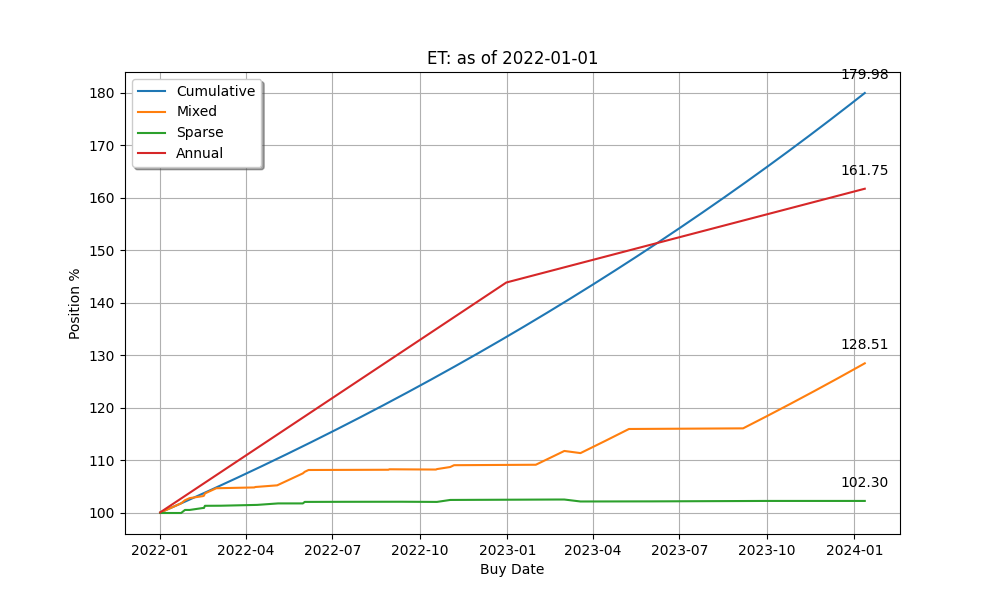 ET: as of 2022-01-01
179.98
Cumulative
Mixed
Sparse
Annual
161.75
128.51
102.30
180
170
160
150
140
130
120
110
100
Position %
2022-01 2022-04 2022-07 2022-10 2023-01 2023-04 2023-07 2023-10 2024-01
Buy Date